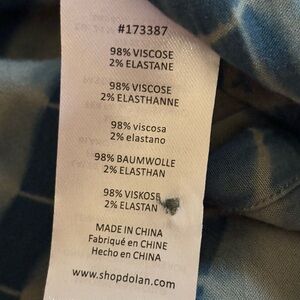 #173387
98% VISCOSE
2% ELASTANE
98% VISCOSE
2% ELASTHANNE
98% viscosa
2% elastano
98% BAUMWOLLE
2% ELASTHAN
98% VISKOSE
2% ELASTAN
MADE IN CHINA
Fabriqué en CHINE
Hecho en CHINA
www.shopdolan.com